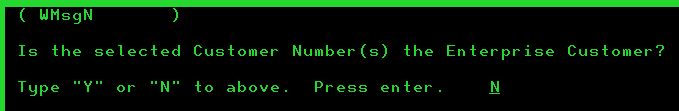 ( WMsgN        )
Is the selected Customer Number(s) the Enterprise Customer?
Type "Y" or "N" to above.  Press enter.    N